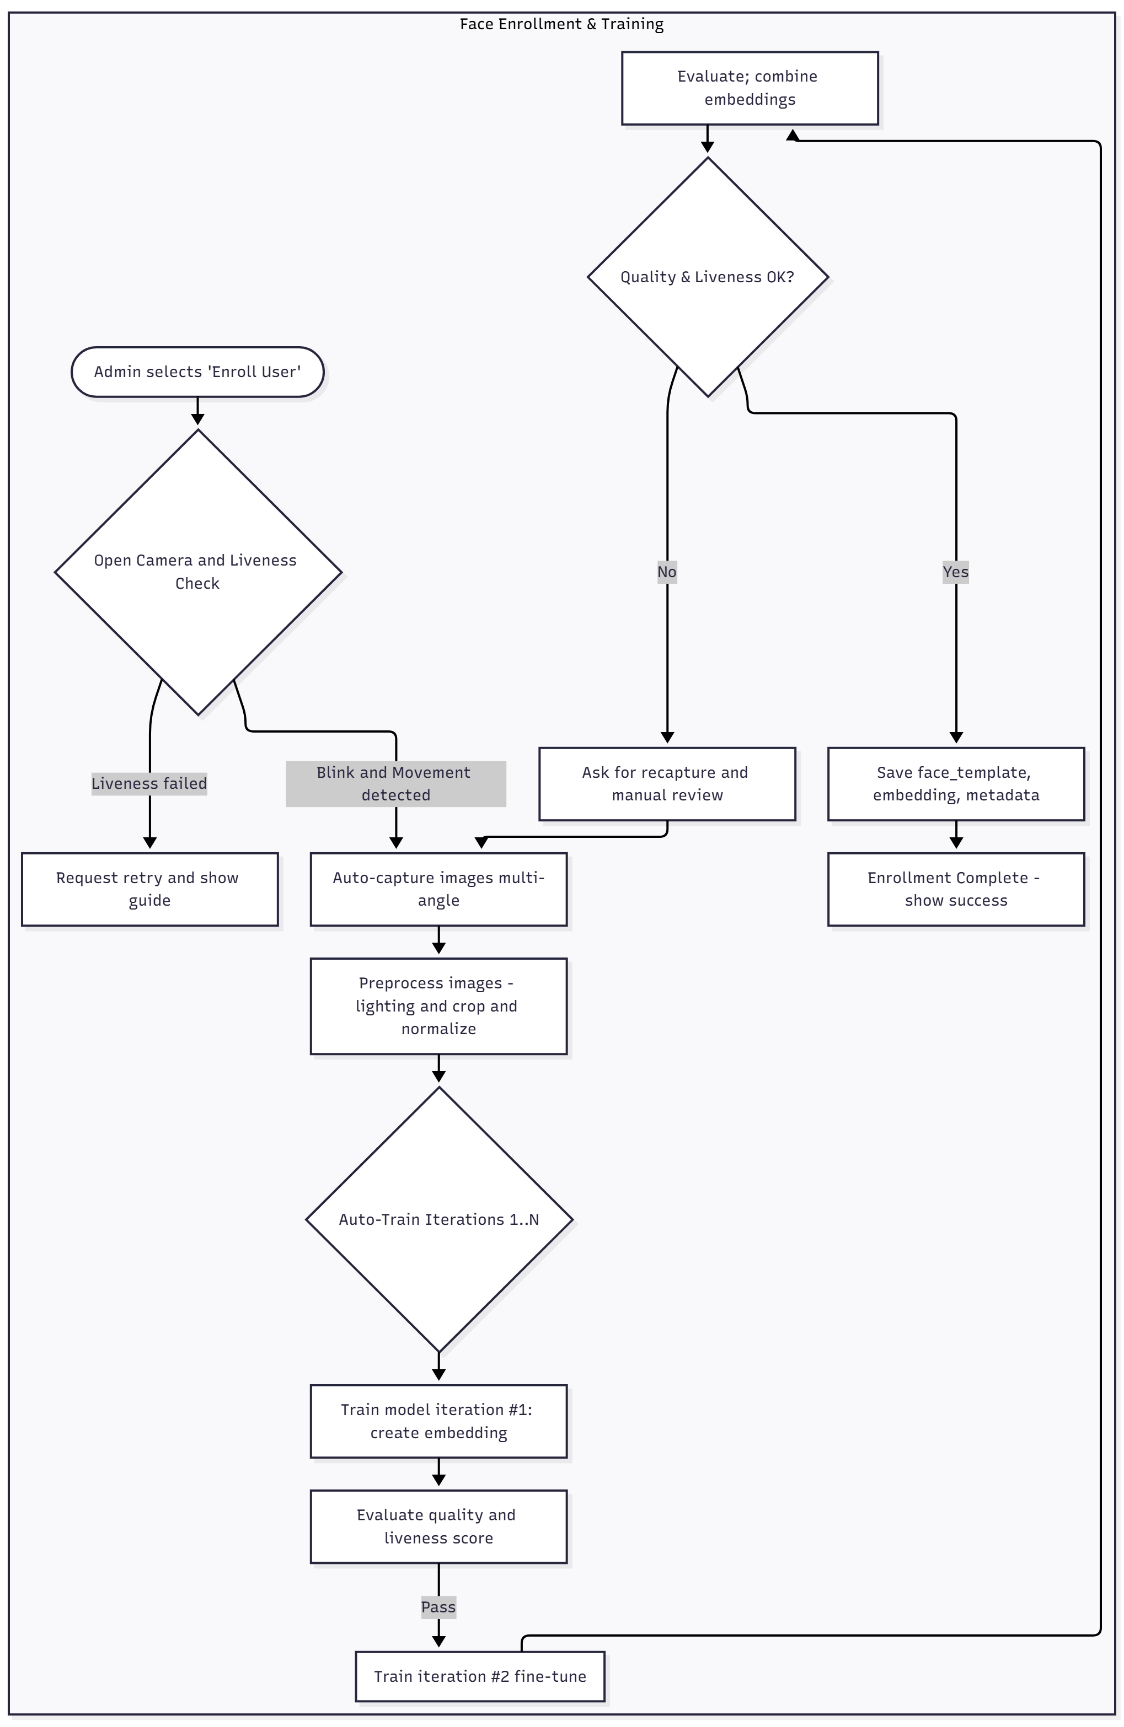 Face Enrollment & Training
Evaluate; combine
embeddings
Quality & Liveness OK?
Admin selects 'Enroll User'
Open Camera and Liveness
Check
No
Yes
Liveness failed
Blink and Movement
detected
Ask for recapture and
manual review
Save face_template,
embedding, metadata
Request retry and show
guide
Auto-capture images multi-
angle
Enrollment Complete -
show success
Preprocess images -
lighting and crop and
normalize
Auto-Train Iterations 1..N
Train model iteration #1:
create embedding
Evaluate quality and
liveness score
Pass
Train iteration #2 fine-tune